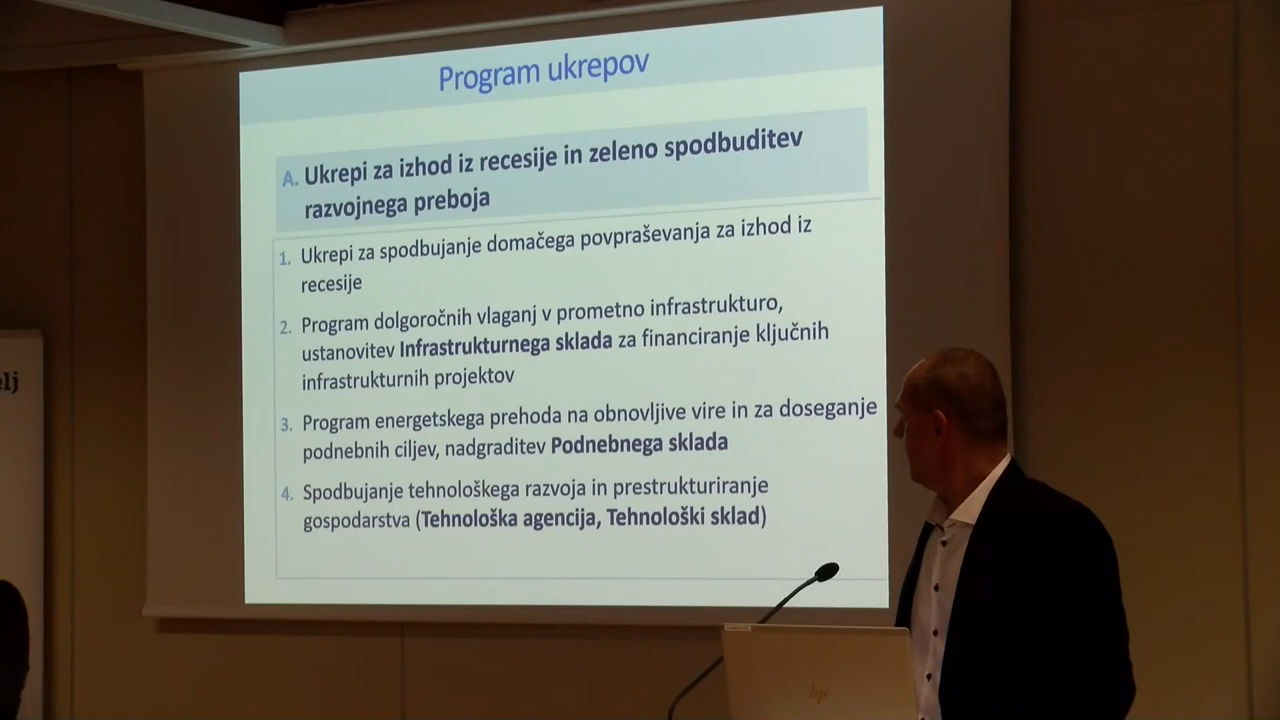 Program ukrepov
A. Ukrepi za izhod iz recesije in zeleno spodbuditev
razvojnega preboja
1. Ukrepi za spodbujanje domačega povpraševanja za izhod iz
recesije
2. Program dolgoročnih vlaganj v prometno infrastrukturo,
ustanovitev Infrastrukturnega sklada za financiranje ključnih
infrastrukturnih projektov
3. Program energetskega prehoda na obnovljive vire in za doseganje
podnebnih ciljev, nadgraditev Podnebnega sklada
4. Spodbujanje tehnološkega razvoja in prestrukturiranje
gospodarstva (Tehnološka agencija, Tehnološki sklad)
elj
hp